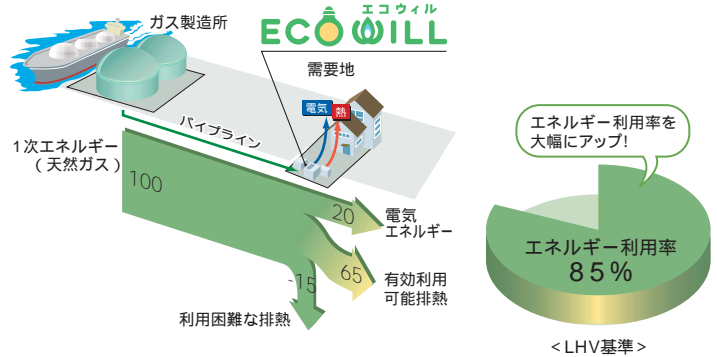 ガス製造所
エコウィル
ECO WILL
需要地
電気
熱
パイプライン
1次エネルギー
（天然ガス）
100
20
電気
エネルギー
65
有効利用
可能排熱
-15
利用困難な排熱
エネルギー利用率を
大幅にアップ!
エネルギー利用率
85%
<LHV基準>